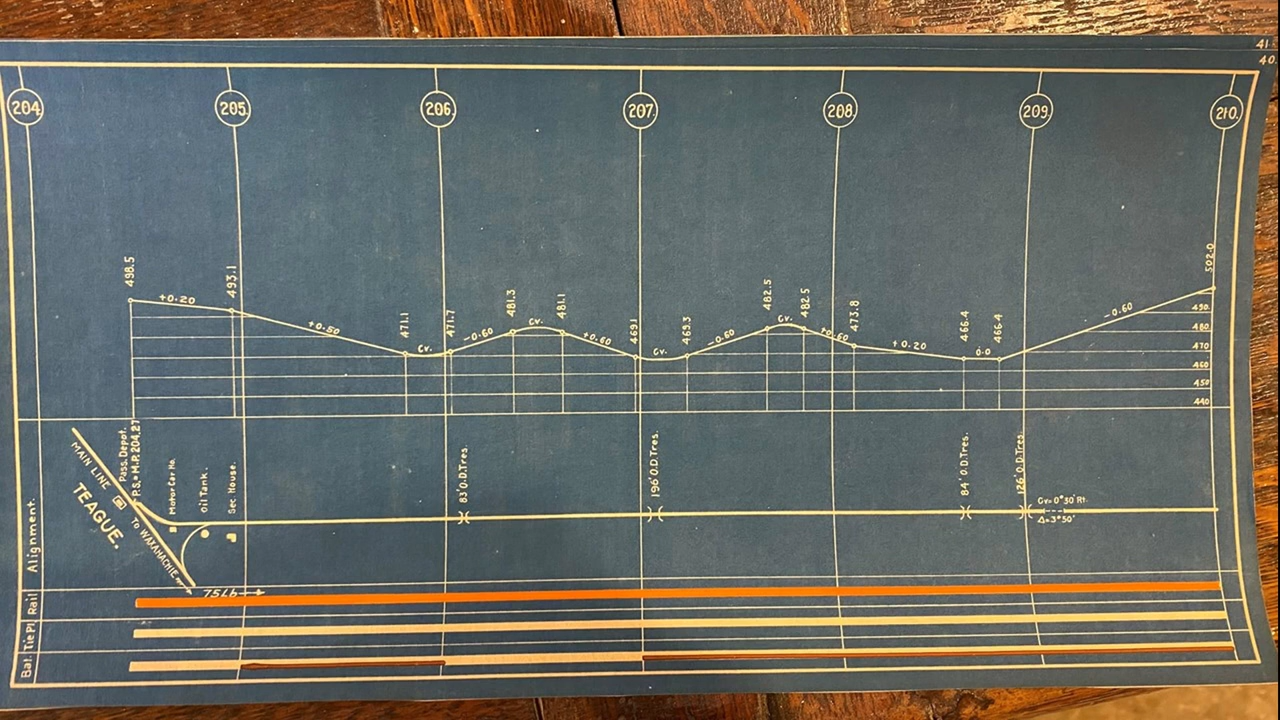 41
40
204.
205.
206.
207.
208.
209.
210.
498.5
+0.20
493.1
+0.50
471.1
Cv.
471.7
-0.60
481.3
Cv.
481.1
+0.60
469.1
Cv.
469.3
-0.60
482.5
Cv.
482.5
+0.60
473.8
+0.20
466.4
0.0
466.4
-0.60
502.0
490.
480.
470
460
450.
440
MAIN LINE
TEAGUE.
To WAXAHACHIE
Pass. Depot.
P.S.= M.P. 204.27
Motor Car Ho.
Oil Tank.
Sec. House.
83' O.D. Tres.
196' O.D. Tres.
84' O.D. Tres.
126' O.D. Tres.
Cv= 0°30' Rt.
Δ=3°50'
Alignment.
Rail
75Lb
Tie Pl
Bal.